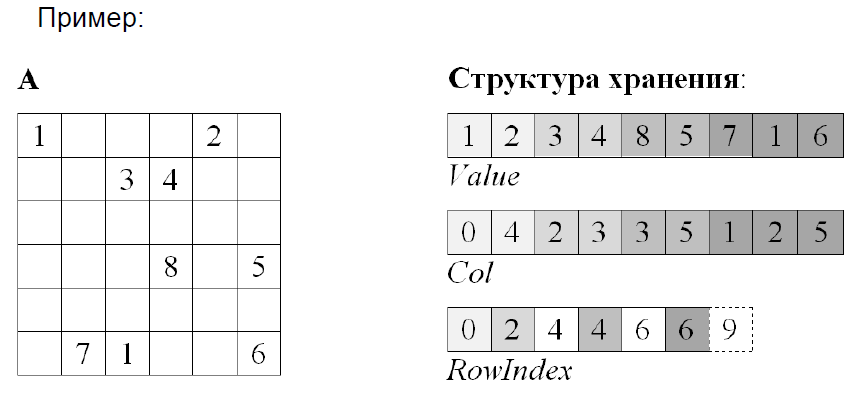 Пример:
A
1 2
3 4
8 5
7 1 6
Структура хранения:
1 2 3 4 8 5 7 1 6
Value
0 4 2 3 3 5 1 2 5
Col
0 2 4 4 6 6 9
RowIndex